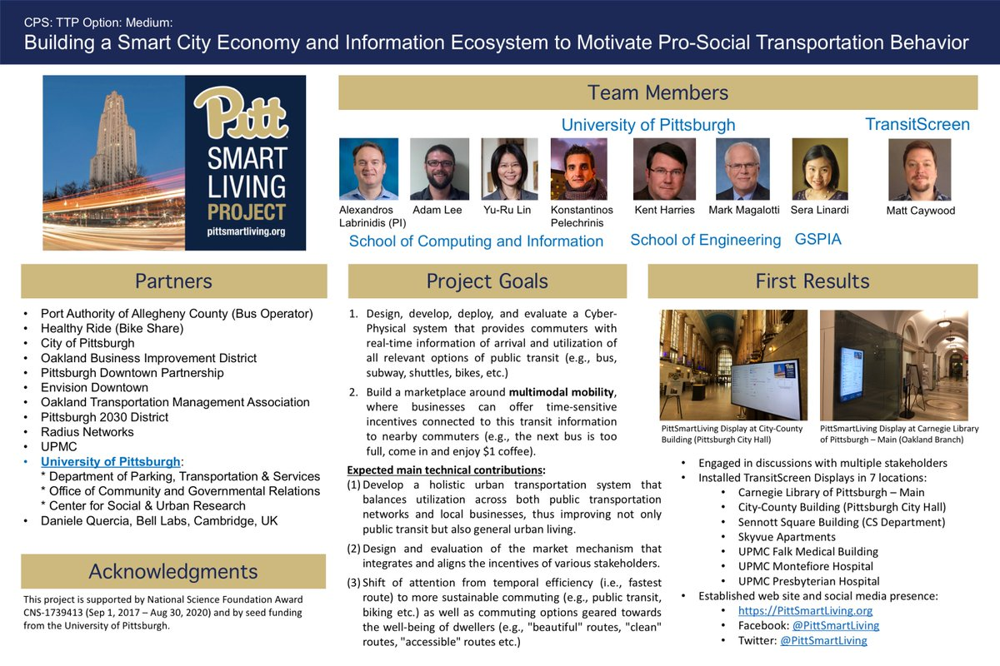 CPS: TTP Option: Medium:
Building a Smart City Economy and Information Ecosystem to Motivate Pro-Social Transportation Behavior
Pitt
SMART
LIVING
PROJECT
pittsmartliving.org
Team Members
University of Pittsburgh
TransitScreen
Alexandros
Labrinidis (PI)
Adam Lee
Yu-Ru Lin
Konstantinos
Pelechrinis
Kent Harries
Mark Magalotti
Sera Linardi
Matt Caywood
School of Computing and Information
School of Engineering
GSPIA
Partners
• Port Authority of Allegheny County (Bus Operator)
• Healthy Ride (Bike Share)
• City of Pittsburgh
• Oakland Business Improvement District
• Pittsburgh Downtown Partnership
• Envision Downtown
• Oakland Transportation Management Association
• Pittsburgh 2030 District
• Radius Networks
• UPMC
• University of Pittsburgh:
* Department of Parking, Transportation & Services
* Office of Community and Governmental Relations
* Center for Social & Urban Research
• Daniele Quercia, Bell Labs, Cambridge, UK
Acknowledgments
This project is supported by National Science Foundation Award
CNS-1739413 (Sep 1, 2017 – Aug 30, 2020) and by seed funding
from the University of Pittsburgh.
Project Goals
1. Design, develop, deploy, and evaluate a Cyber-
Physical system that provides commuters with
real-time information of arrival and utilization of
all relevant options of public transit (e.g., bus,
subway, shuttles, bikes, etc.)
2. Build a marketplace around multimodal mobility,
where businesses can offer time-sensitive
incentives connected to this transit information
to nearby commuters (e.g., the next bus is too
full, come in and enjoy $1 coffee).
Expected main technical contributions:
(1) Develop a holistic urban transportation system that
balances utilization across both public transportation
networks and local businesses, thus improving not only
public transit but also general urban living.
(2) Design and evaluation of the market mechanism that
integrates and aligns the incentives of various stakeholders.
(3) Shift of attention from temporal efficiency (i.e., fastest
route) to more sustainable commuting (e.g., public transit,
biking etc.) as well as commuting options geared towards
the well-being of dwellers (e.g., "beautiful" routes, "clean"
routes, "accessible" routes etc.)
First Results
PittSmartLiving Display at City-County
Building (Pittsburgh City Hall)
PittSmartLiving Display at Carnegie Library
of Pittsburgh – Main (Oakland Branch)
• Engaged in discussions with multiple stakeholders
• Installed TransitScreen Displays in 7 locations:
• Carnegie Library of Pittsburgh – Main
• City-County Building (Pittsburgh City Hall)
• Sennott Square Building (CS Department)
• Skyvue Apartments
• UPMC Falk Medical Building
• UPMC Montefiore Hospital
• UPMC Presbyterian Hospital
• Established web site and social media presence:
• https://PittSmartLiving.org
• Facebook: @PittSmartLiving
• Twitter: @PittSmartLiving